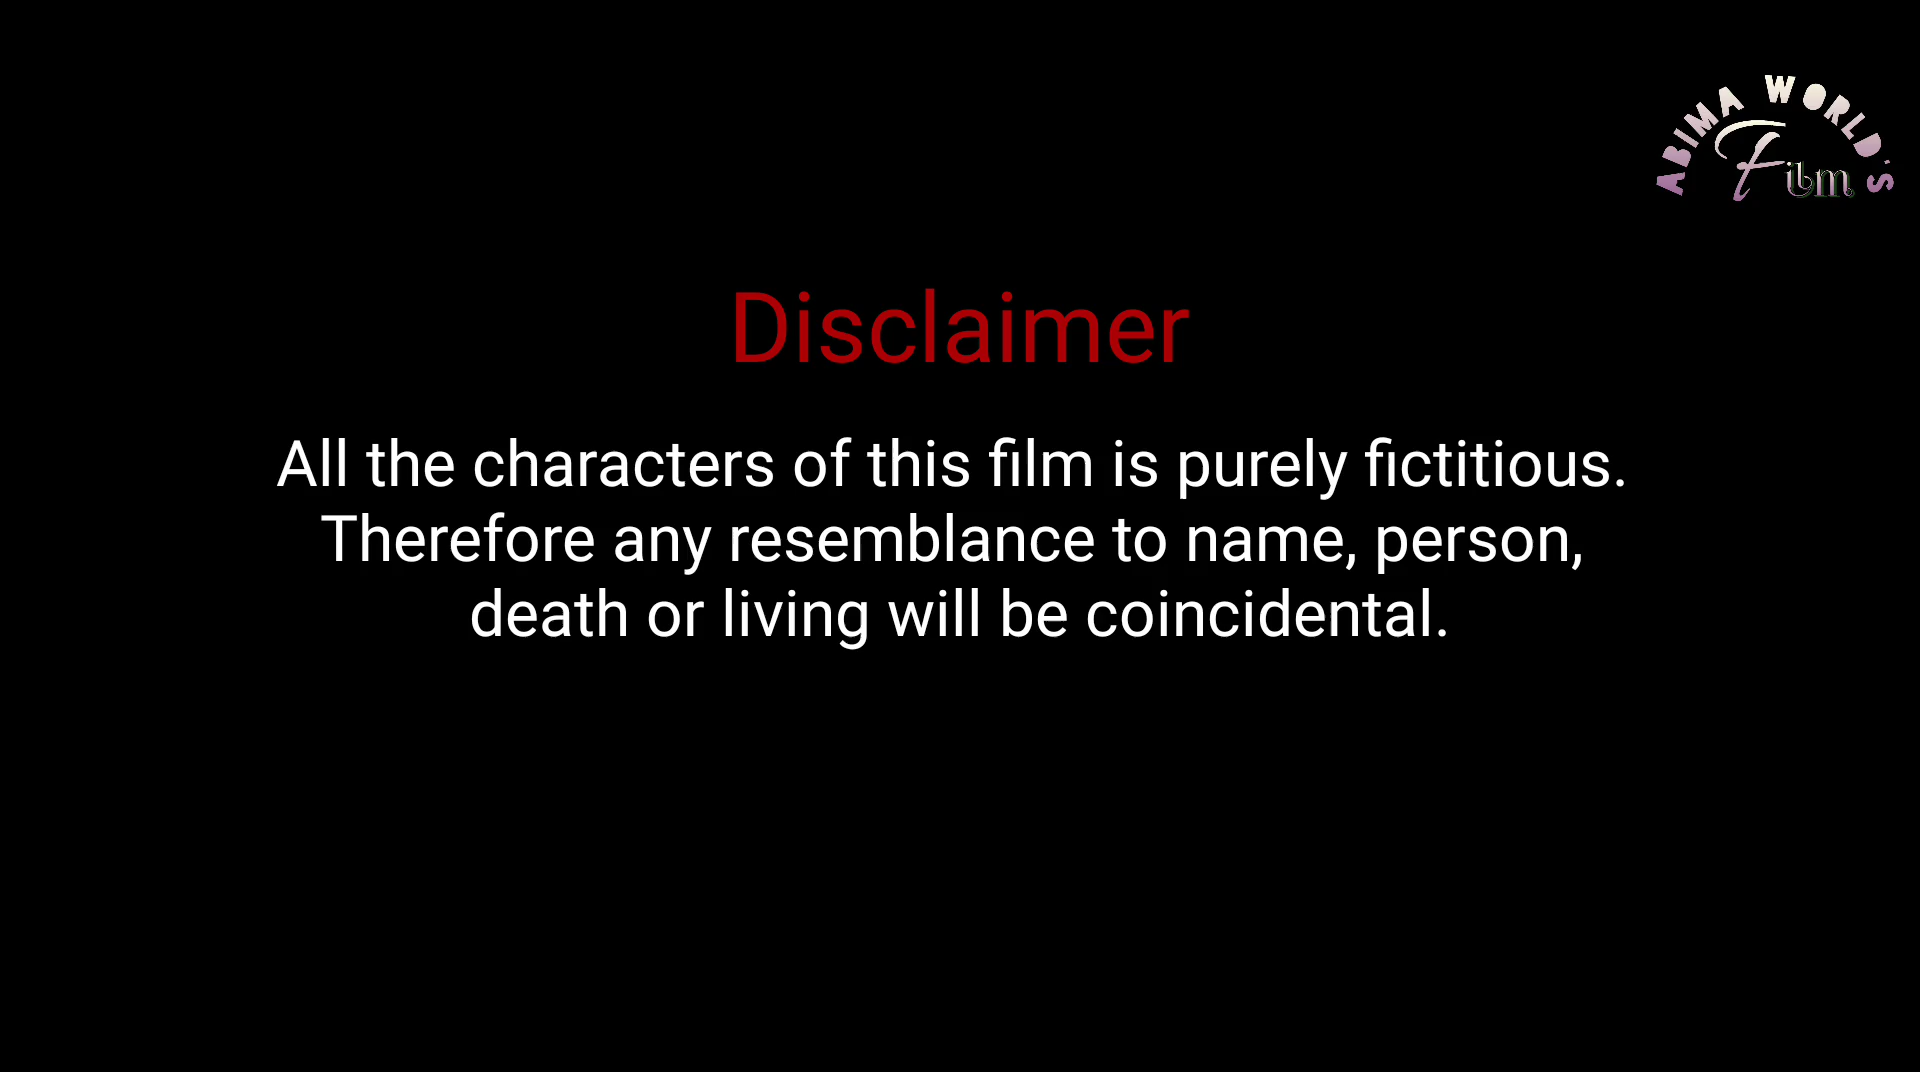 ABIMA WORLD'S
Film
Disclaimer
All the characters of this film is purely fictitious.
Therefore any resemblance to name, person,
death or living will be coincidental.